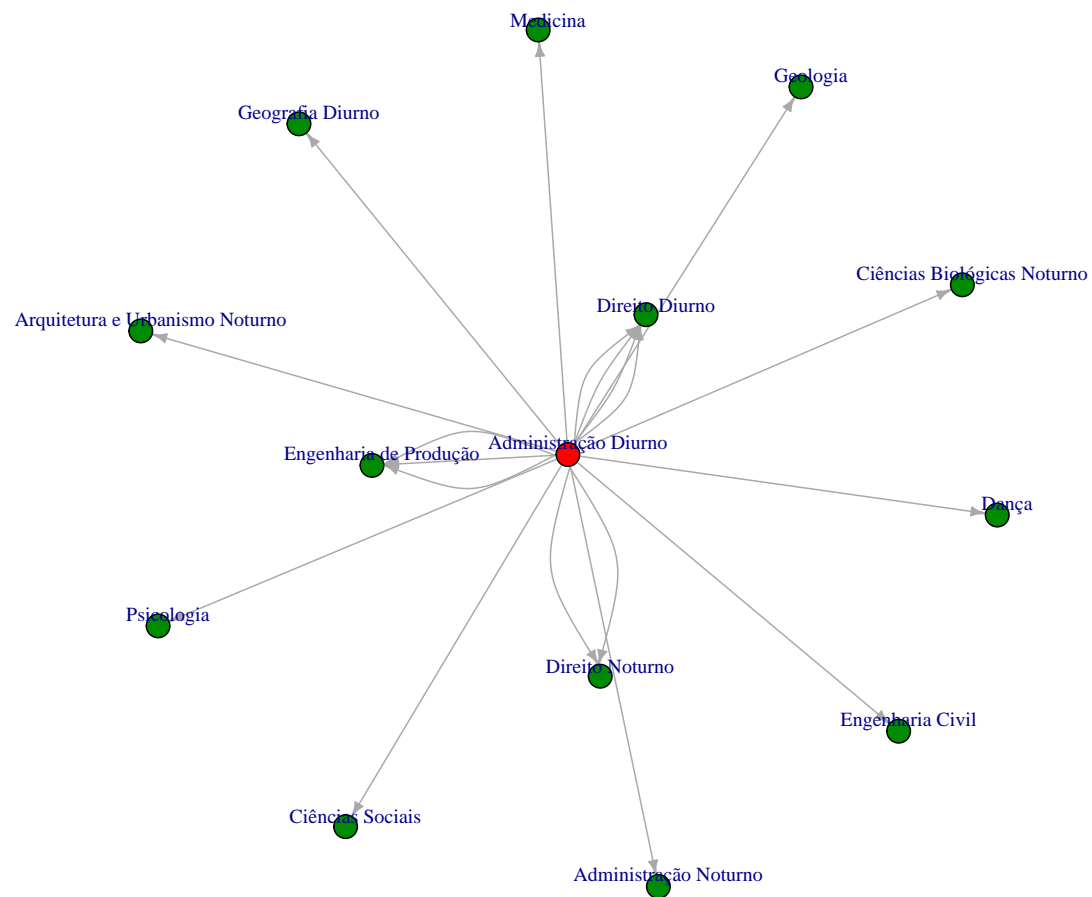 Medicina
Geologia
Geografia Diurno
Ciências Biológicas Noturno
Direito Diurno
Arquitetura e Urbanismo Noturno
Administração Diurno
Engenharia de Produção
Dança
Psicologia
Direito Noturno
Engenharia Civil
Ciências Sociais
Administração Noturno